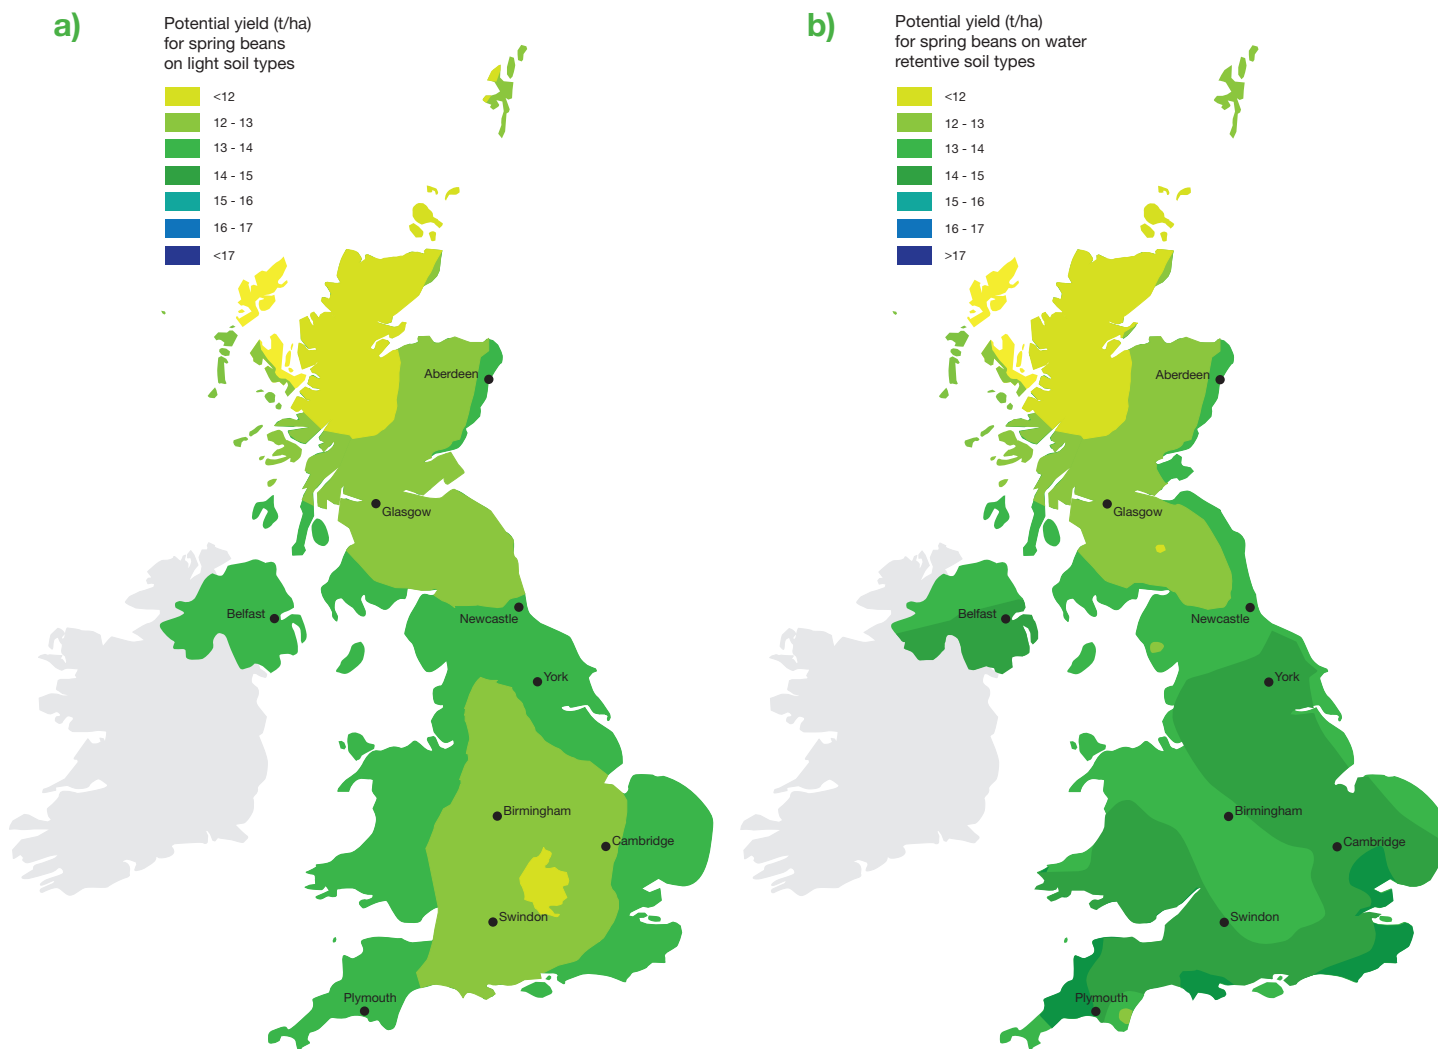 a)
Potential yield (t/ha)
for spring beans
on light soil types
<12
12 - 13
13 - 14
14 - 15
15 - 16
16 - 17
<17
Aberdeen
Glasgow
Belfast
Newcastle
York
Birmingham
Cambridge
Swindon
Plymouth
b)
Potential yield (t/ha)
for spring beans on water
retentive soil types
<12
12 - 13
13 - 14
14 - 15
15 - 16
16 - 17
>17
Aberdeen
Glasgow
Belfast
Newcastle
York
Birmingham
Cambridge
Swindon
Plymouth